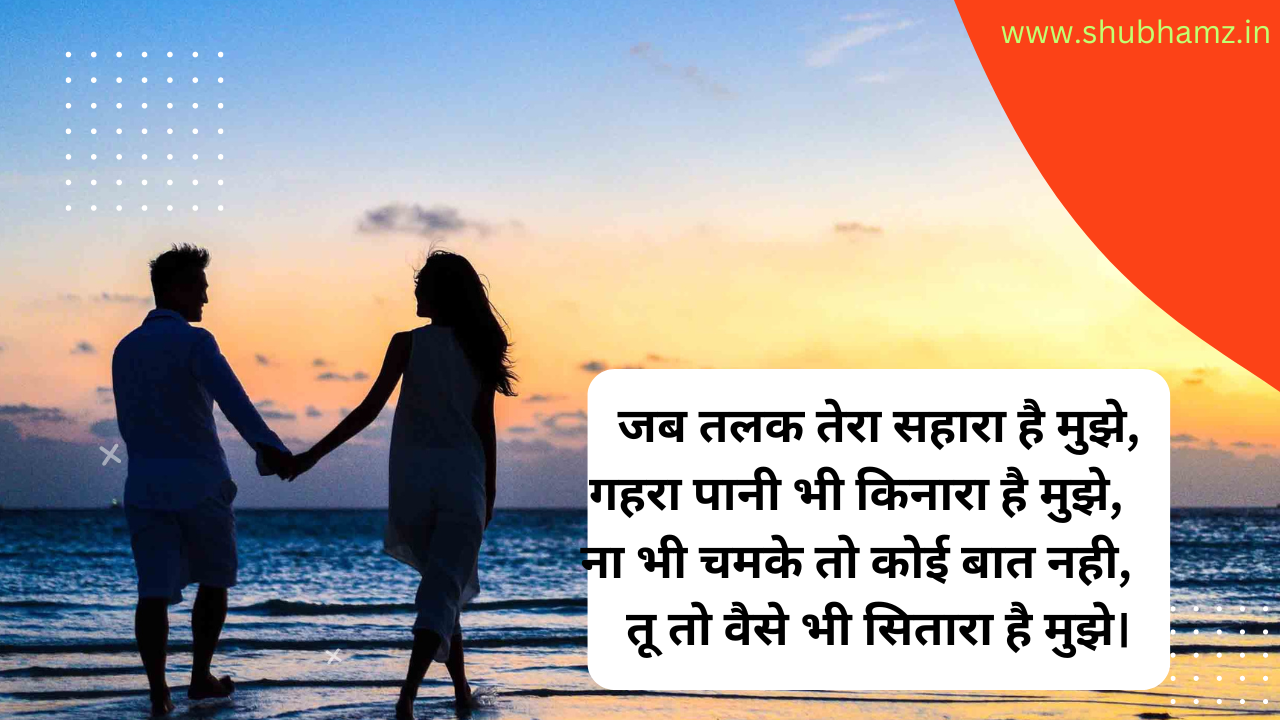 www.shubhamz.in
जब तलक तेरा सहारा है मुझे,
गहरा पानी भी किनारा है मुझे,
ना भी चमके तो कोई बात नही,
तू तो वैसे भी सितारा है मुझे।